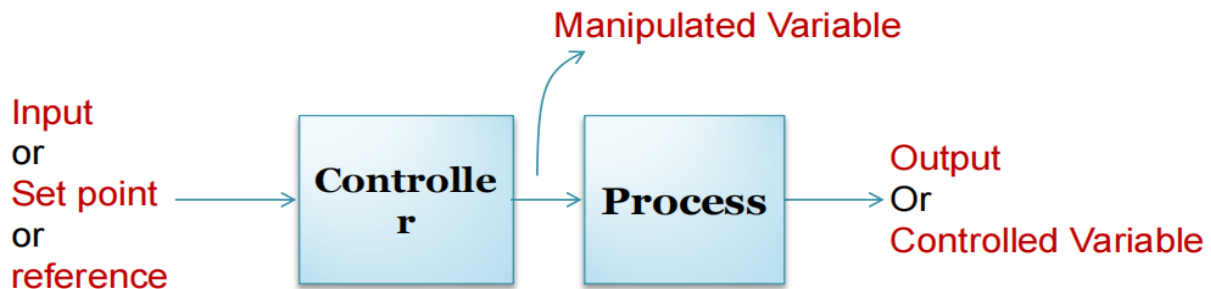 Manipulated Variable
Input
or
Set point
or
reference
Controlle
r
Process
Output
Or
Controlled Variable